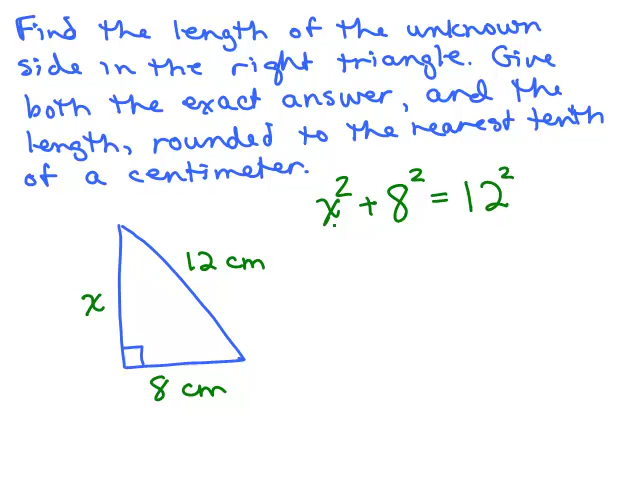 Find the length of the unknown
side in the right triangle. Give
both the exact answer, and the
length, rounded to the nearest tenth
of a centimeter.
x² + 8² = 12²
12 cm
x
8 cm